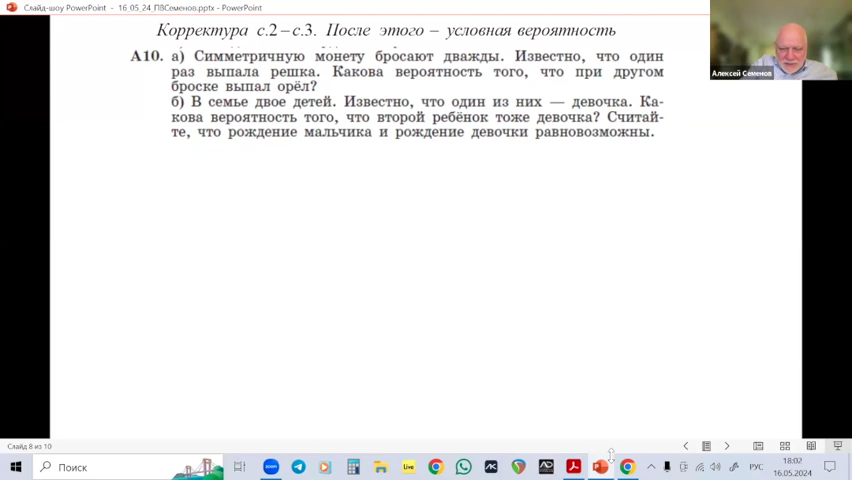 Слайд-шоу PowerPoint - 16_05_24_ПВСеменов.pptx - PowerPoint
Корректура с.2 – с.3. После этого – условная вероятность
А10. а) Симметричную монету бросают дважды. Известно, что один
раз выпала решка. Какова вероятность того, что при другом
броске выпал орёл?
б) В семье двое детей. Известно, что один из них — девочка. Ка-
кова вероятность того, что второй ребёнок тоже девочка? Считай-
те, что рождение мальчика и рождение девочки равновозможны.
Алексей Семенов
Слайд 8 из 10
Поиск
zoom
Live
РУС
18:02
16.05.2024